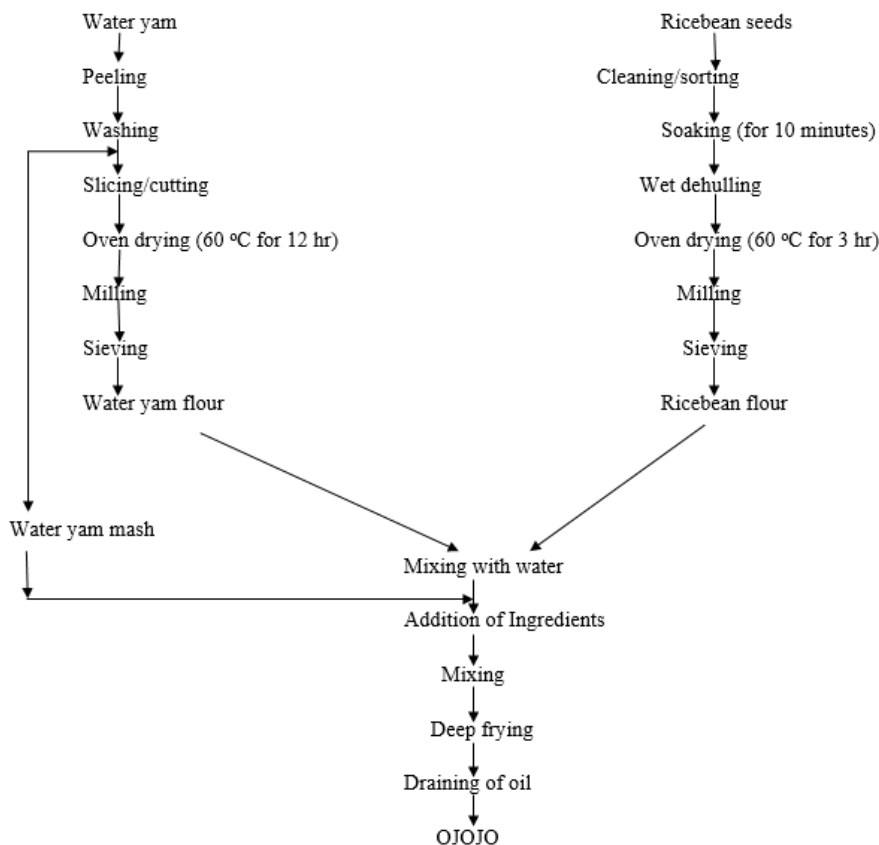 Water yam
Peeling
Washing
Slicing/cutting
Oven drying (60 ºC for 12 hr)
Milling
Sieving
Water yam flour
Ricebean seeds
Cleaning/sorting
Soaking (for 10 minutes)
Wet dehulling
Oven drying (60 ºC for 3 hr)
Milling
Sieving
Ricebean flour
Water yam mash
Mixing with water
Addition of Ingredients
Mixing
Deep frying
Draining of oil
OJOJO